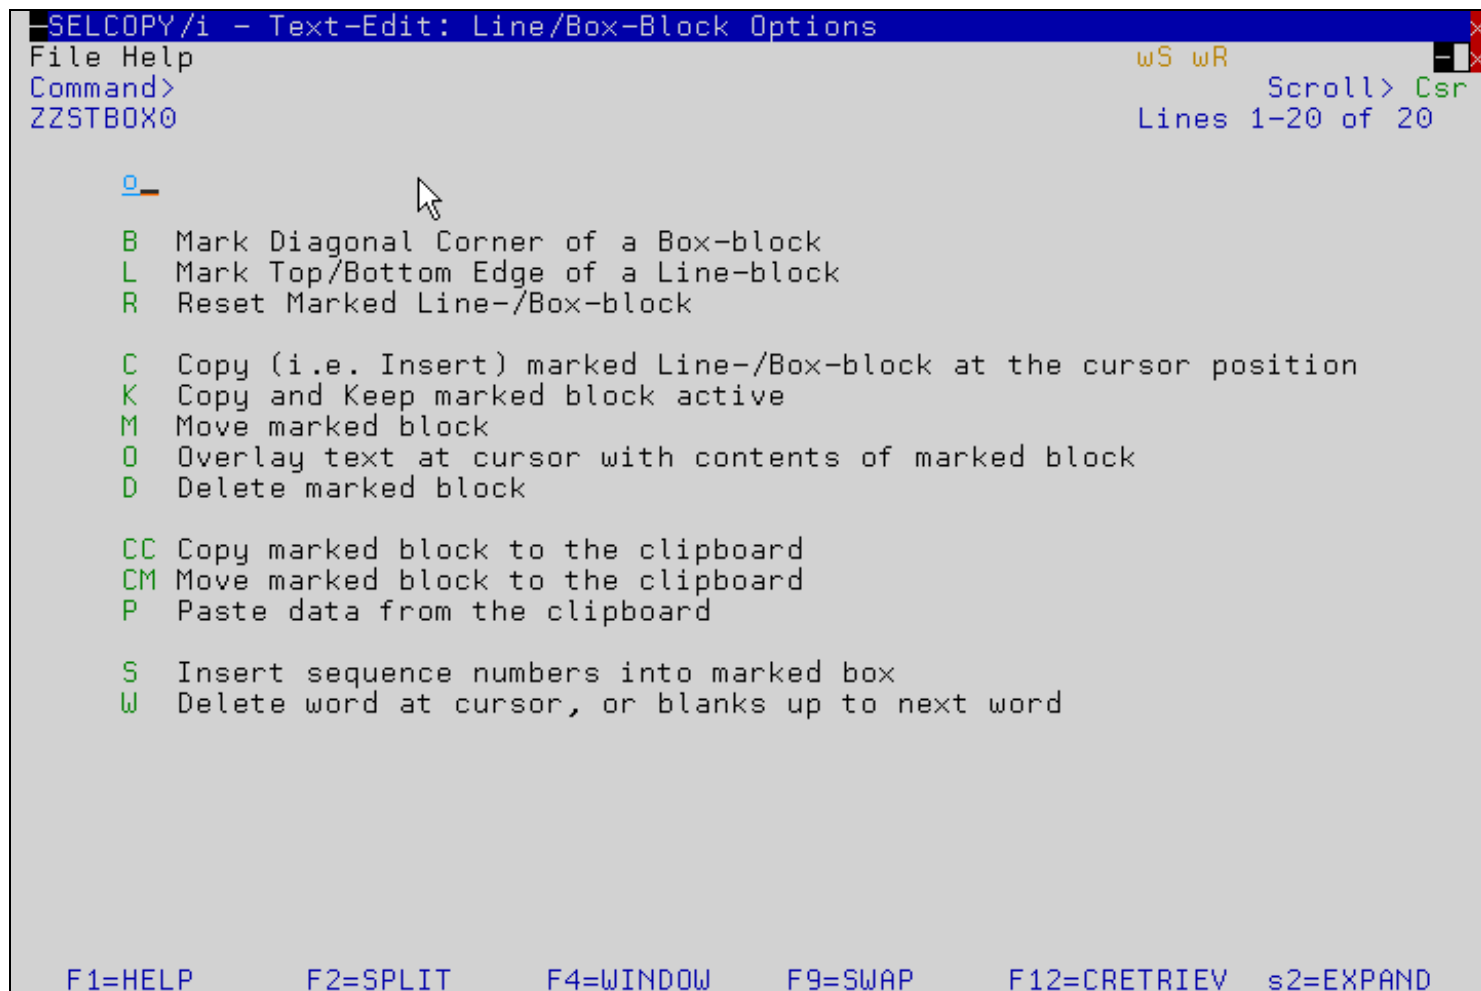 SELCOPY/i - Text-Edit: Line/Box-Block Options
File Help wS wR
Command> Scroll> Csr
ZZSTBOX0 Lines 1-20 of 20
o
B Mark Diagonal Corner of a Box-block
L Mark Top/Bottom Edge of a Line-block
R Reset Marked Line-/Box-block
C Copy (i.e. Insert) marked Line-/Box-block at the cursor position
K Copy and Keep marked block active
M Move marked block
O Overlay text at cursor with contents of marked block
D Delete marked block
CC Copy marked block to the clipboard
CM Move marked block to the clipboard
P Paste data from the clipboard
S Insert sequence numbers into marked box
W Delete word at cursor, or blanks up to next word
F1=HELP F2=SPLIT F4=WINDOW F9=SWAP F12=CRETRIEV s2=EXPAND